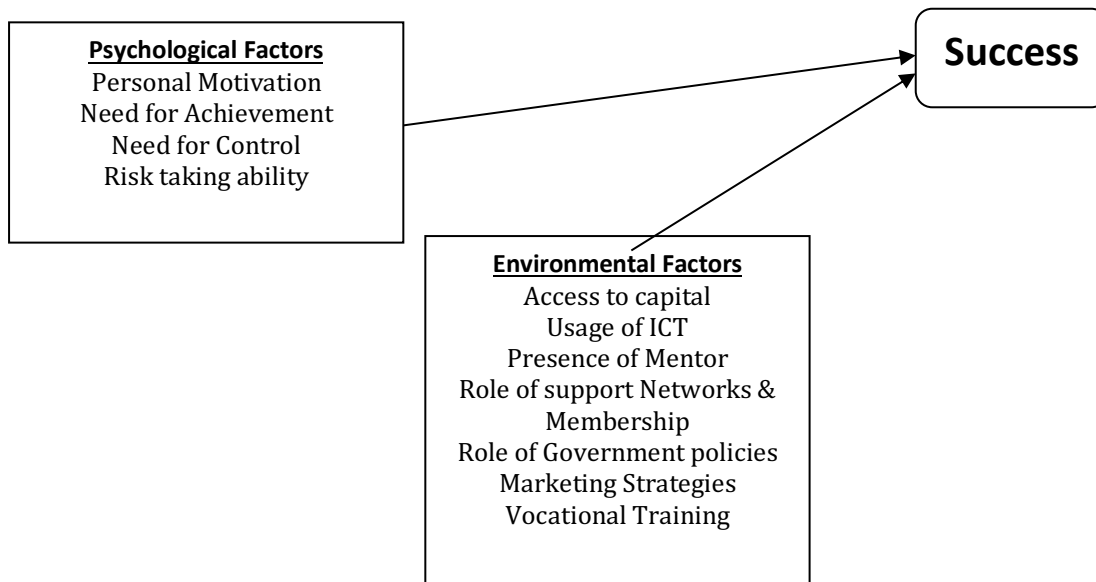 Psychological Factors
Personal Motivation
Need for Achievement
Need for Control
Risk taking ability
Success
Environmental Factors
Access to capital
Usage of ICT
Presence of Mentor
Role of support Networks &
Membership
Role of Government policies
Marketing Strategies
Vocational Training